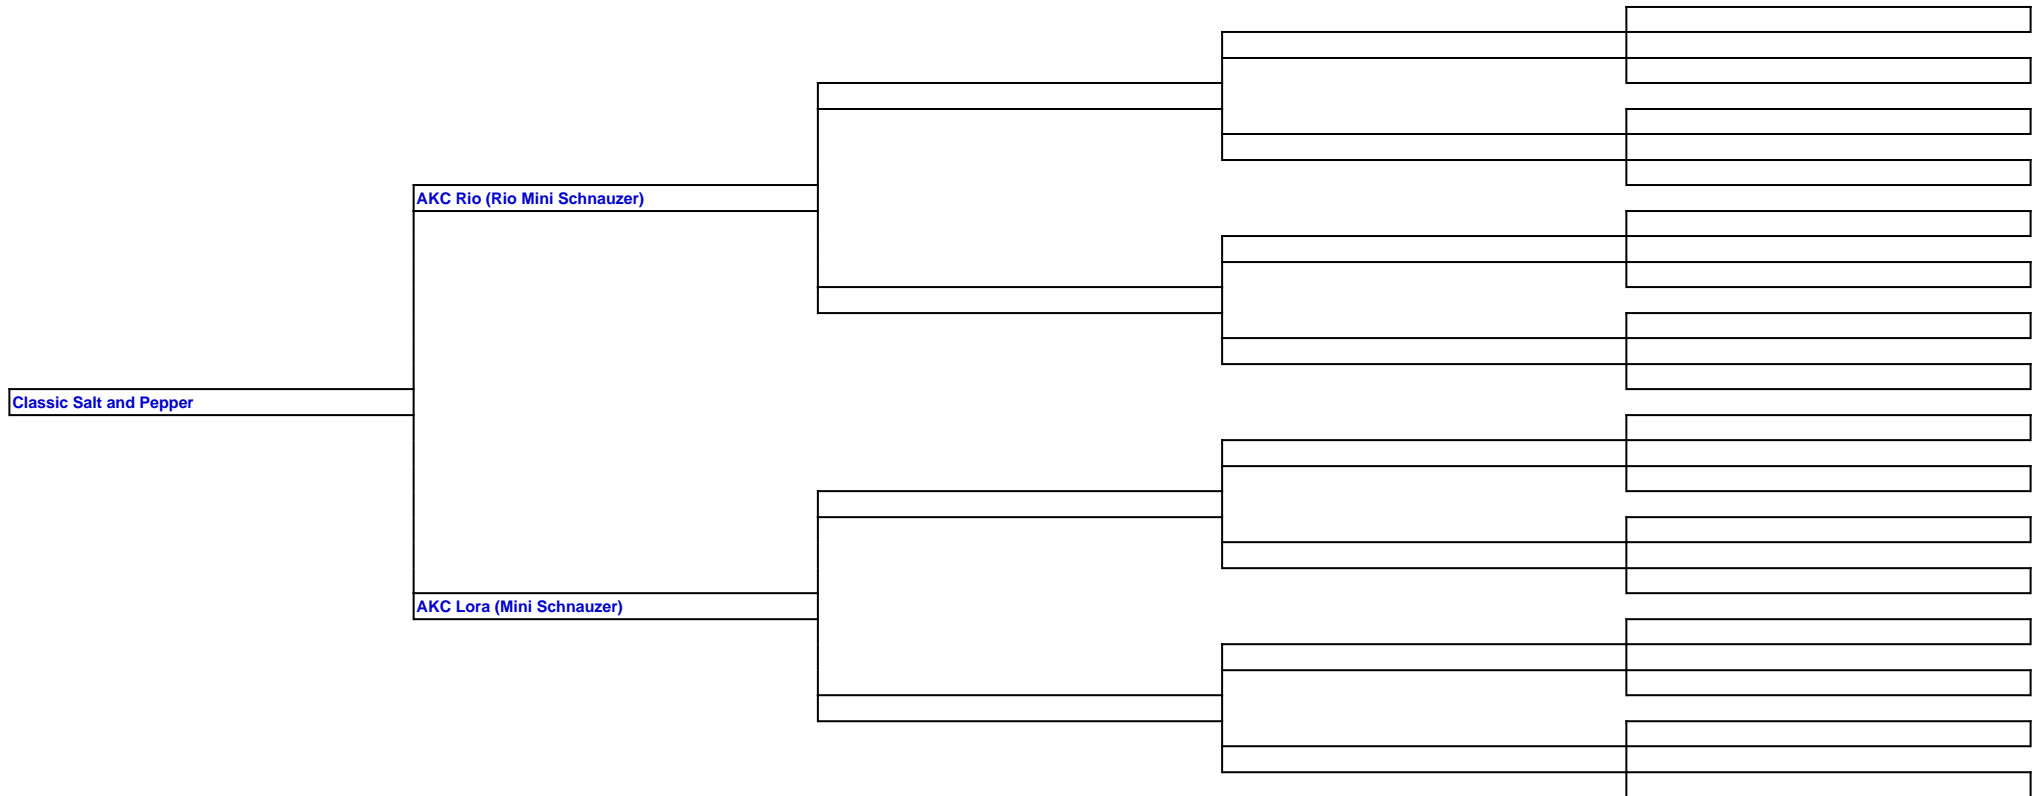 AKC Rio (Rio Mini Schnauzer)
Classic Salt and Pepper
AKC Lora (Mini Schnauzer)